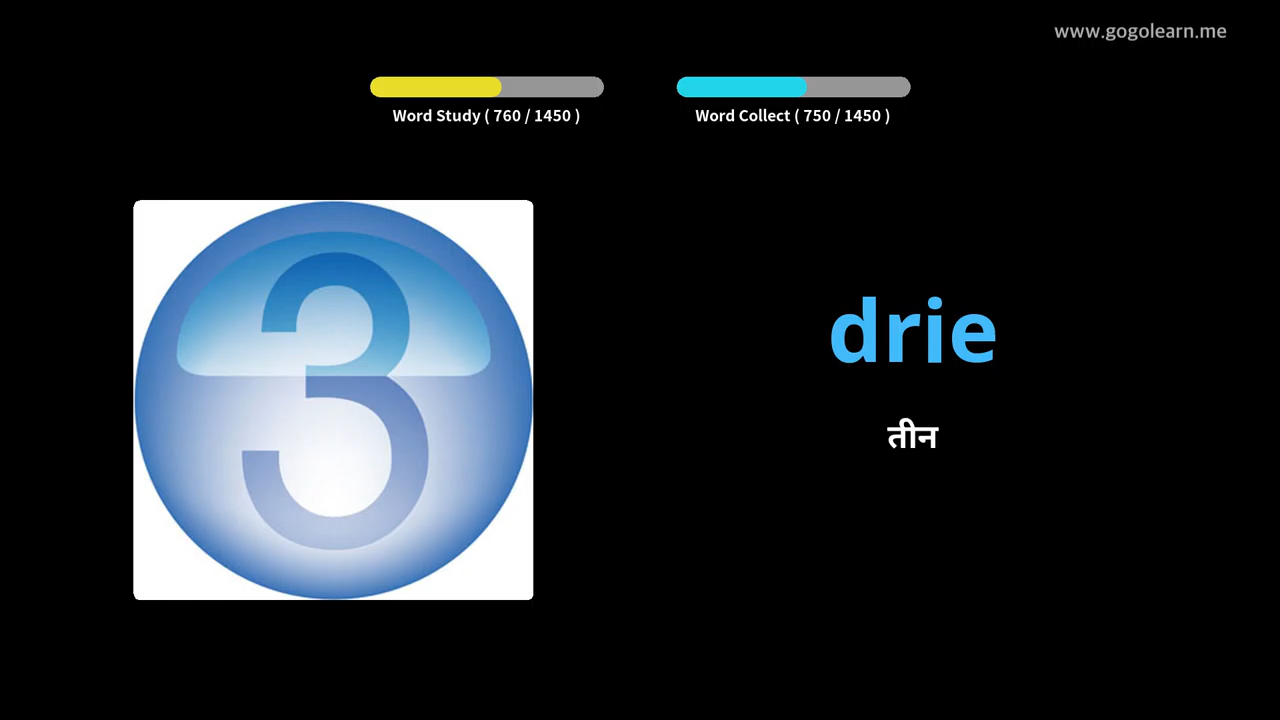 www.gogolearn.me
Word Study ( 760 / 1450 )
Word Collect ( 750 / 1450 )
3
drie
तीन